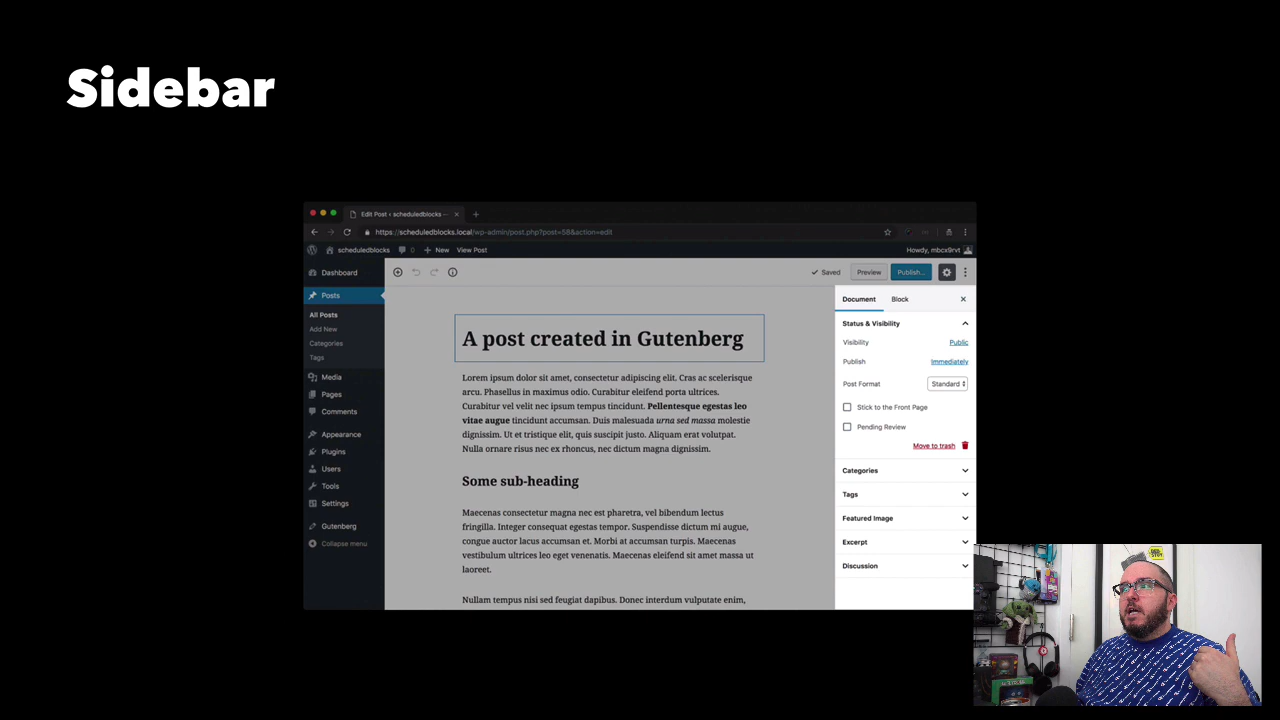 Sidebar
Edit Post ‹ scheduledblocks —
https://scheduledblocks.local/wp-admin/post.php?post=58&action=edit
scheduledblocks 0 New View Post Howdy, mbcx9rvt
Dashboard
Posts
All Posts
Add New
Categories
Tags
Media
Pages
Comments
Appearance
Plugins
Users
Tools
Settings
Gutenberg
Collapse menu
Saved Preview Publish...
A post created in Gutenberg
Lorem ipsum dolor sit amet, consectetur adipiscing elit. Cras ac scelerisque
arcu. Phasellus in maximus odio. Curabitur eleifend porta ultrices.
Curabitur vel velit nec ipsum tempus tincidunt. Pellentesque egestas leo
vitae augue tincidunt accumsan. Duis malesuada urna sed massa molestie
dignissim. Ut et tristique elit, quis suscipit justo. Aliquam erat volutpat.
Nulla ornare risus nec ex rhoncus, nec dictum magna dignissim.
Some sub-heading
Maecenas consectetur magna nec est pharetra, vel bibendum lectus
fringilla. Integer consequat egestas tempor. Suspendisse dictum mi augue,
congue auctor lacus accumsan et. Morbi at accumsan turpis. Maecenas
vestibulum ultrices leo eget venenatis. Maecenas eleifend sit amet massa ut
laoreet.
Nullam tempus nisi sed feugiat dapibus. Donec interdum vulputate enim,
Document Block
Status & Visibility
Visibility Public
Publish Immediately
Post Format Standard
Stick to the Front Page
Pending Review
Move to trash
Categories
Tags
Featured Image
Excerpt
Discussion